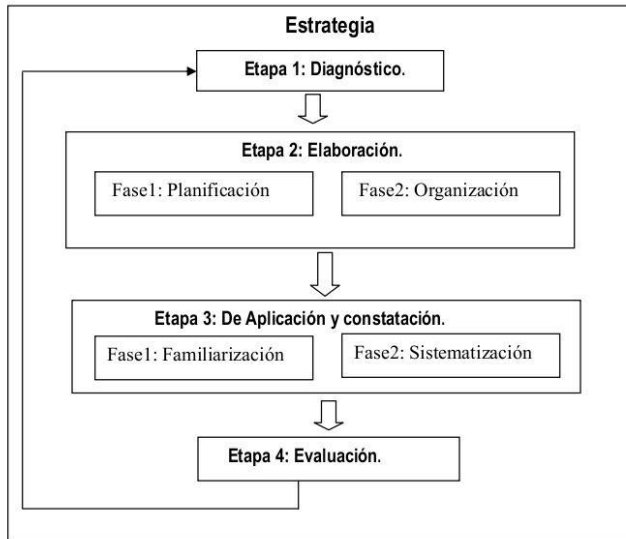 Estrategia
Etapa 1: Diagnóstico.
Etapa 2: Elaboración.
Fase1: Planificación
Fase2: Organización
Etapa 3: De Aplicación y constatación.
Fase1: Familiarización
Fase2: Sistematización
Etapa 4: Evaluación.